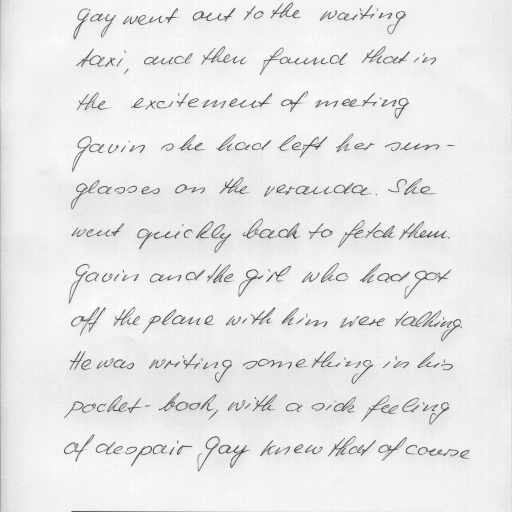 Gay went out to the waiting
taxi, and then found that in
the excitement of meeting
Gavin she had left her sun-
glasses on the veranda. She
went quickly back to fetch them.
Gavin and the girl who had got
off the plane with him were talking.
He was writing something in his
pocket-book, with a sick feeling
of despair Gay knew that of course